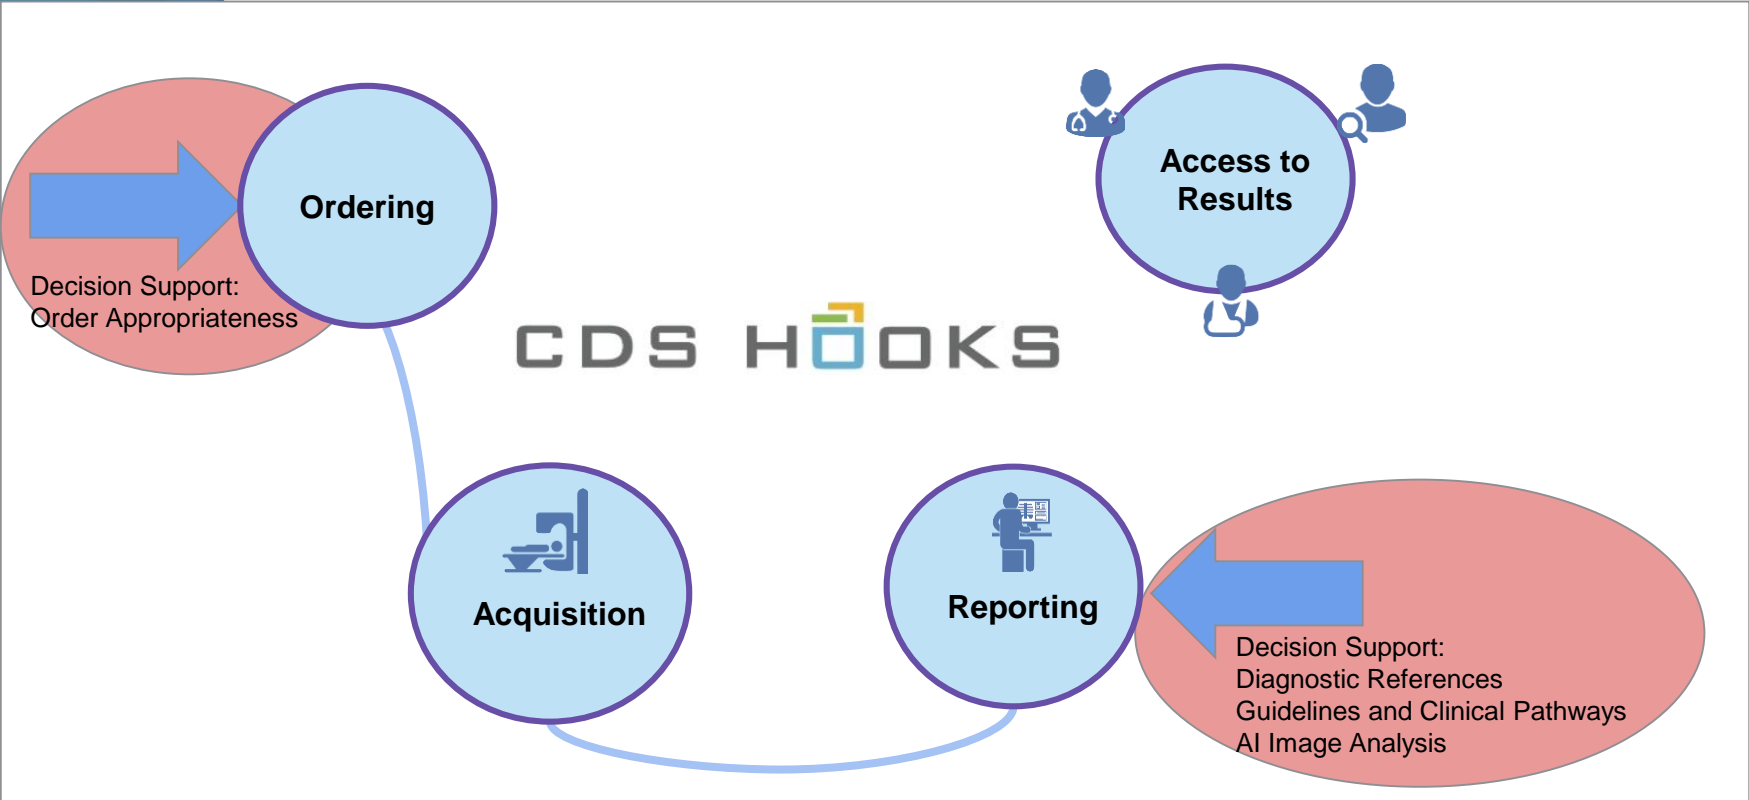 Ordering
Decision Support:
Order Appropriateness
Access to
Results
CDS HOOKS
Acquisition
Reporting
Decision Support:
Diagnostic References
Guidelines and Clinical Pathways
AI Image Analysis